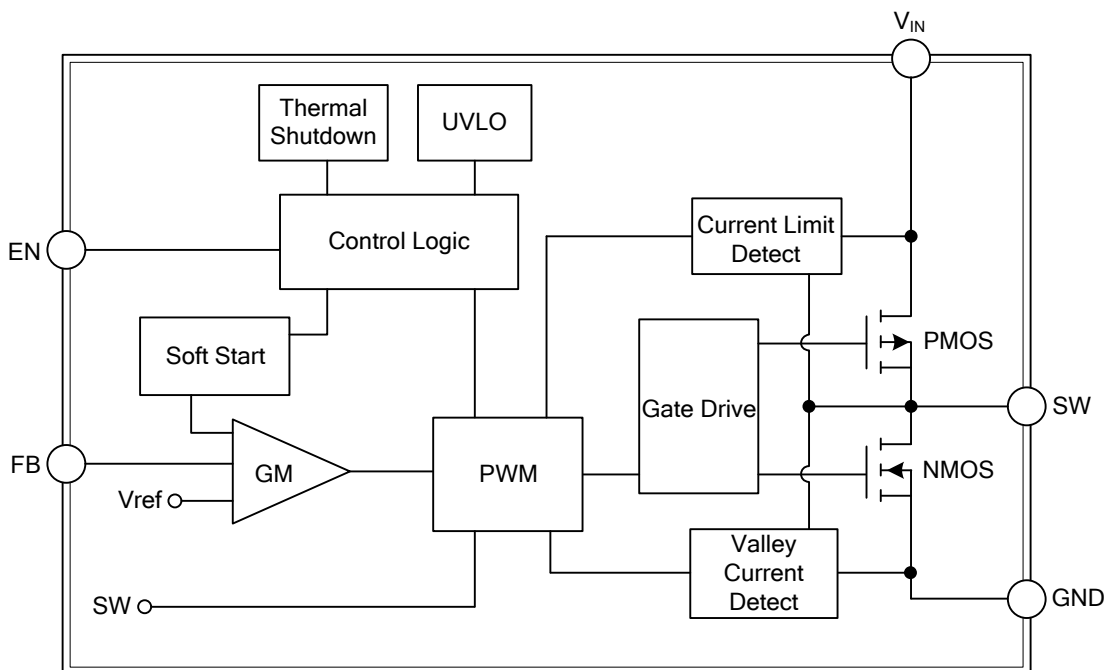 VIN
Thermal
Shutdown
UVLO
EN
Control Logic
Current Limit
Detect
Soft Start
PMOS
Gate Drive
SW
FB
GM
PWM
NMOS
Vref
Valley
Current
Detect
SW
GND